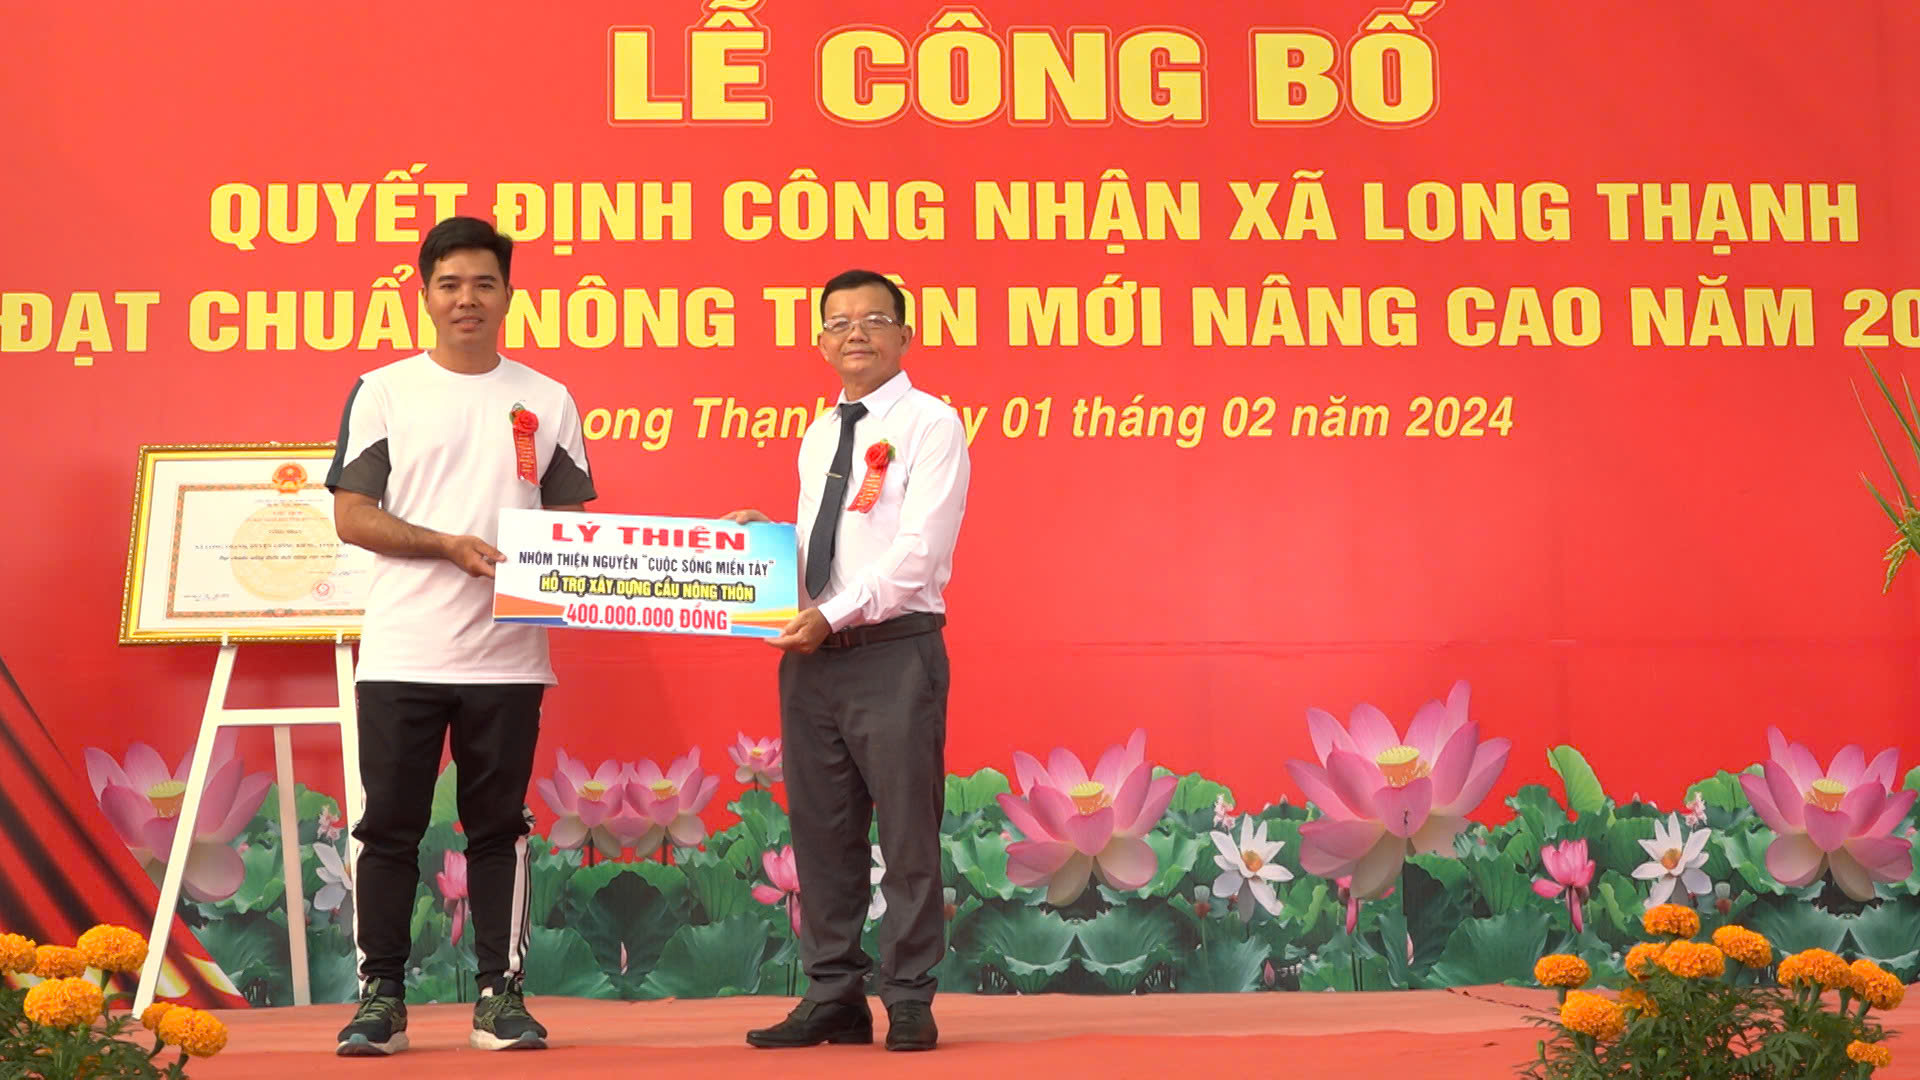 LỄ CÔNG BỐ
QUYẾT ĐỊNH CÔNG NHẬN XÃ LONG THẠNH
ĐẠT CHUẨN NÔNG THÔN MỚI NÂNG CAO NĂM 20
ong Thạnh y 01 tháng 02 năm 2024
LÝ THIỆN
NHÓM THIỆN NGUYÊN "CUỘC SỐNG MIỀN TÂY"
HỖ TRỢ XÂY DỰNG CẦU NÔNG THÔN
400.000.000 ĐỒNG